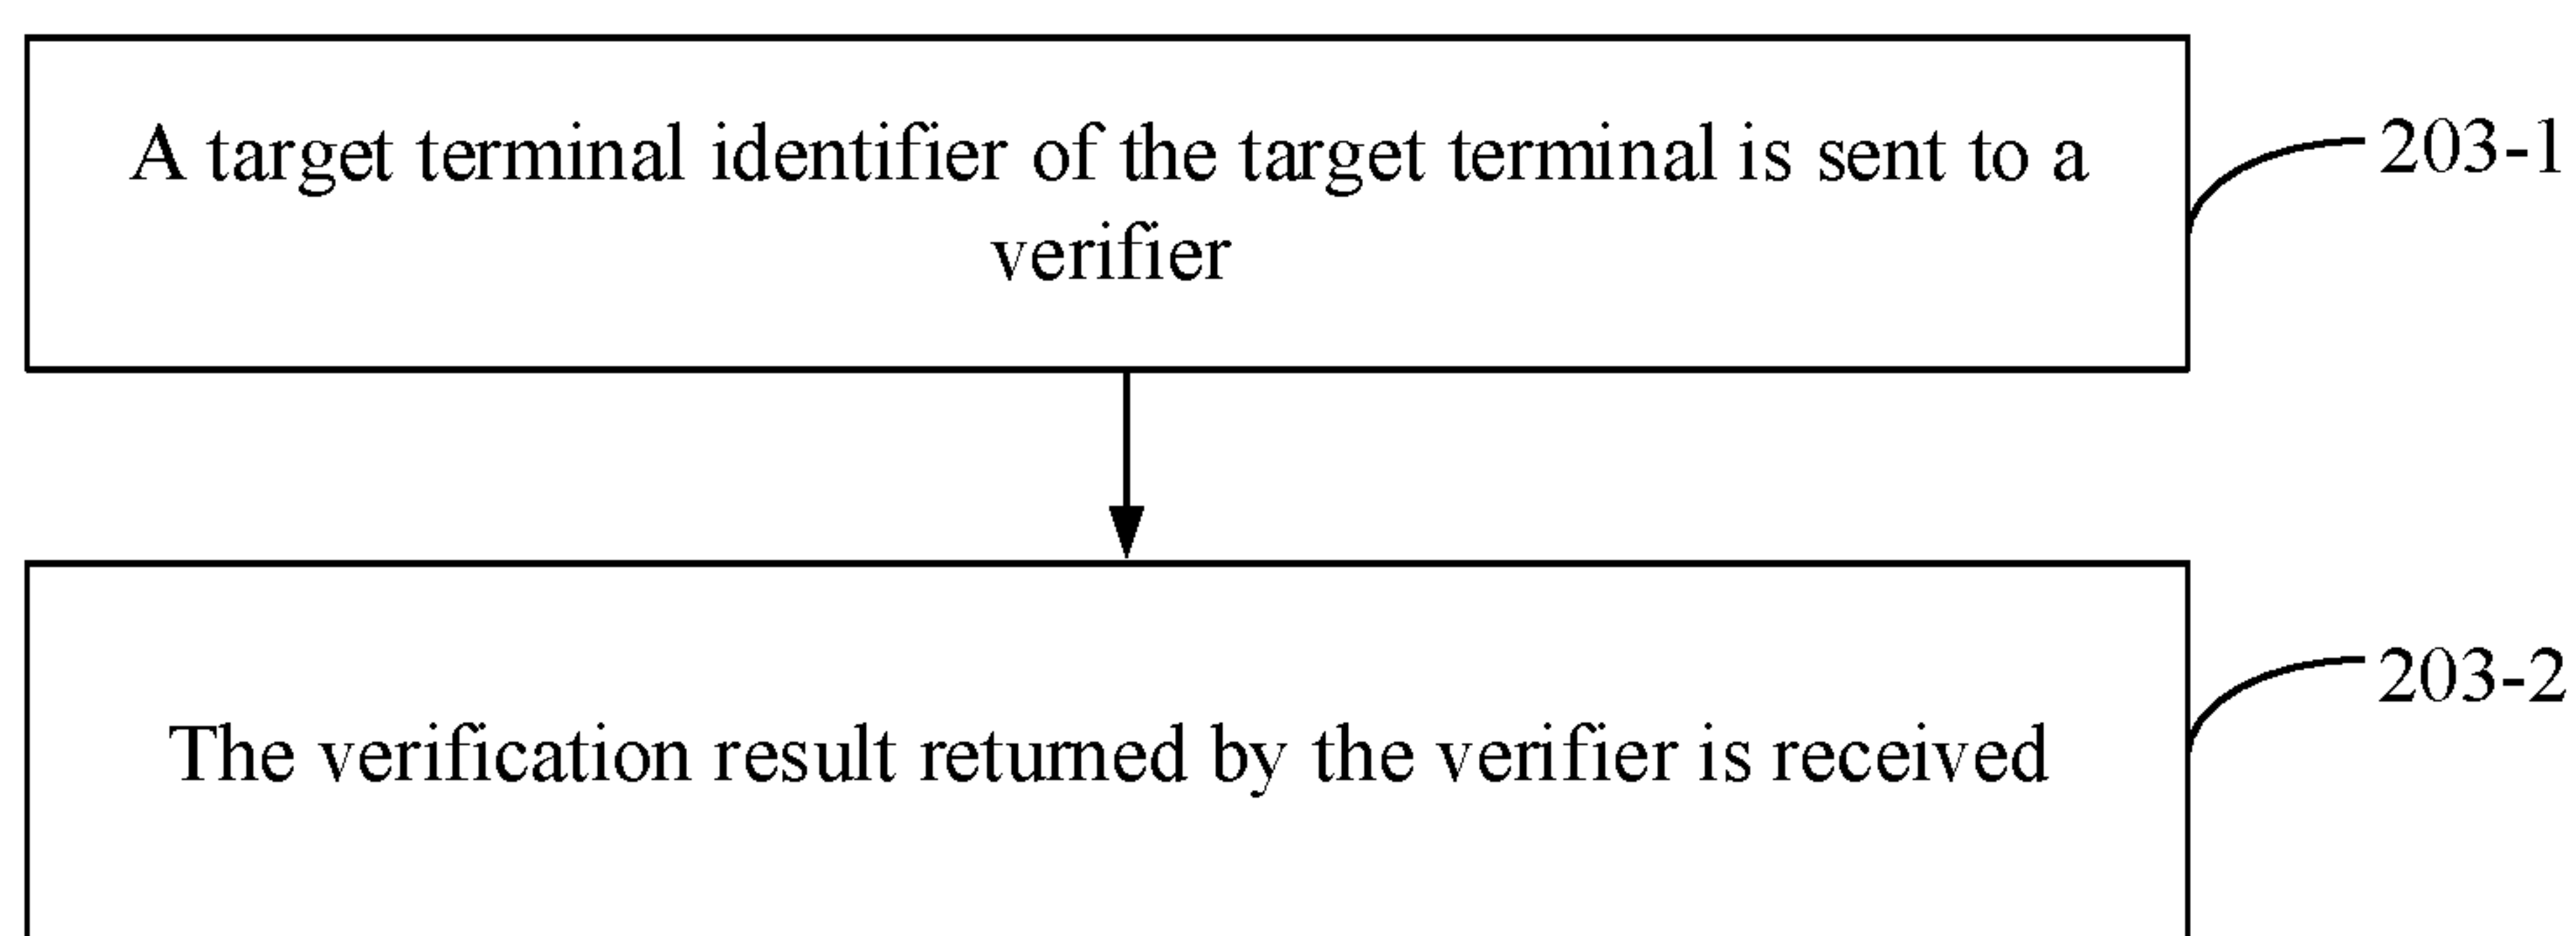 A target terminal identifier of the target terminal is sent to a
verifier
203-1
The verification result returned by the verifier is received
203-2